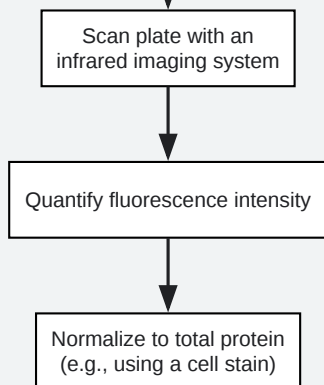 Scan plate with an
infrared imaging system
Quantify fluorescence intensity
Normalize to total protein
(e.g., using a cell stain)